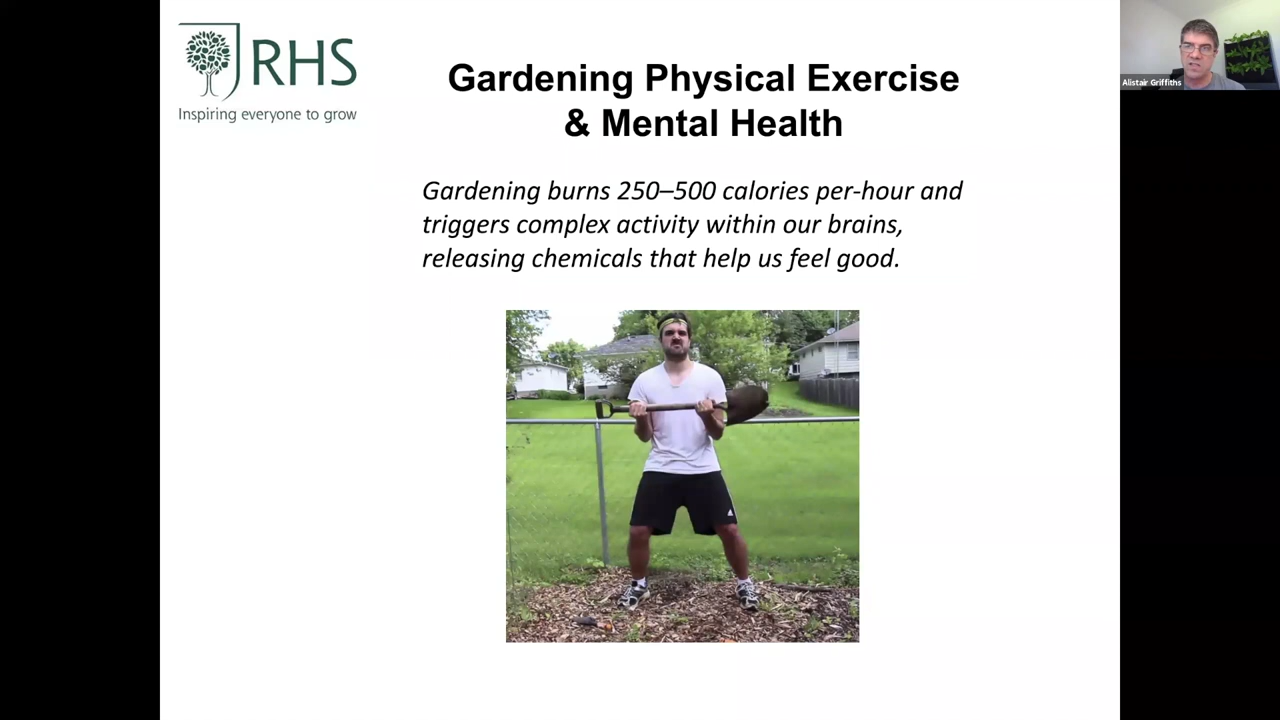 RHS
Inspiring everyone to grow
Gardening Physical Exercise
& Mental Health
Gardening burns 250–500 calories per-hour and
triggers complex activity within our brains,
releasing chemicals that help us feel good.
Alistair Griffiths